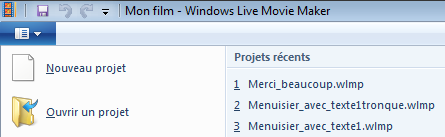 Mon film - Windows Live Movie Maker
Projets récents
Nouveau projet
1 Merci_beaucoup.wlmp
2 Menuisier_avec_texte1tronque.wlmp
Ouvrir un projet
3 Menuisier_avec_texte1.wlmp